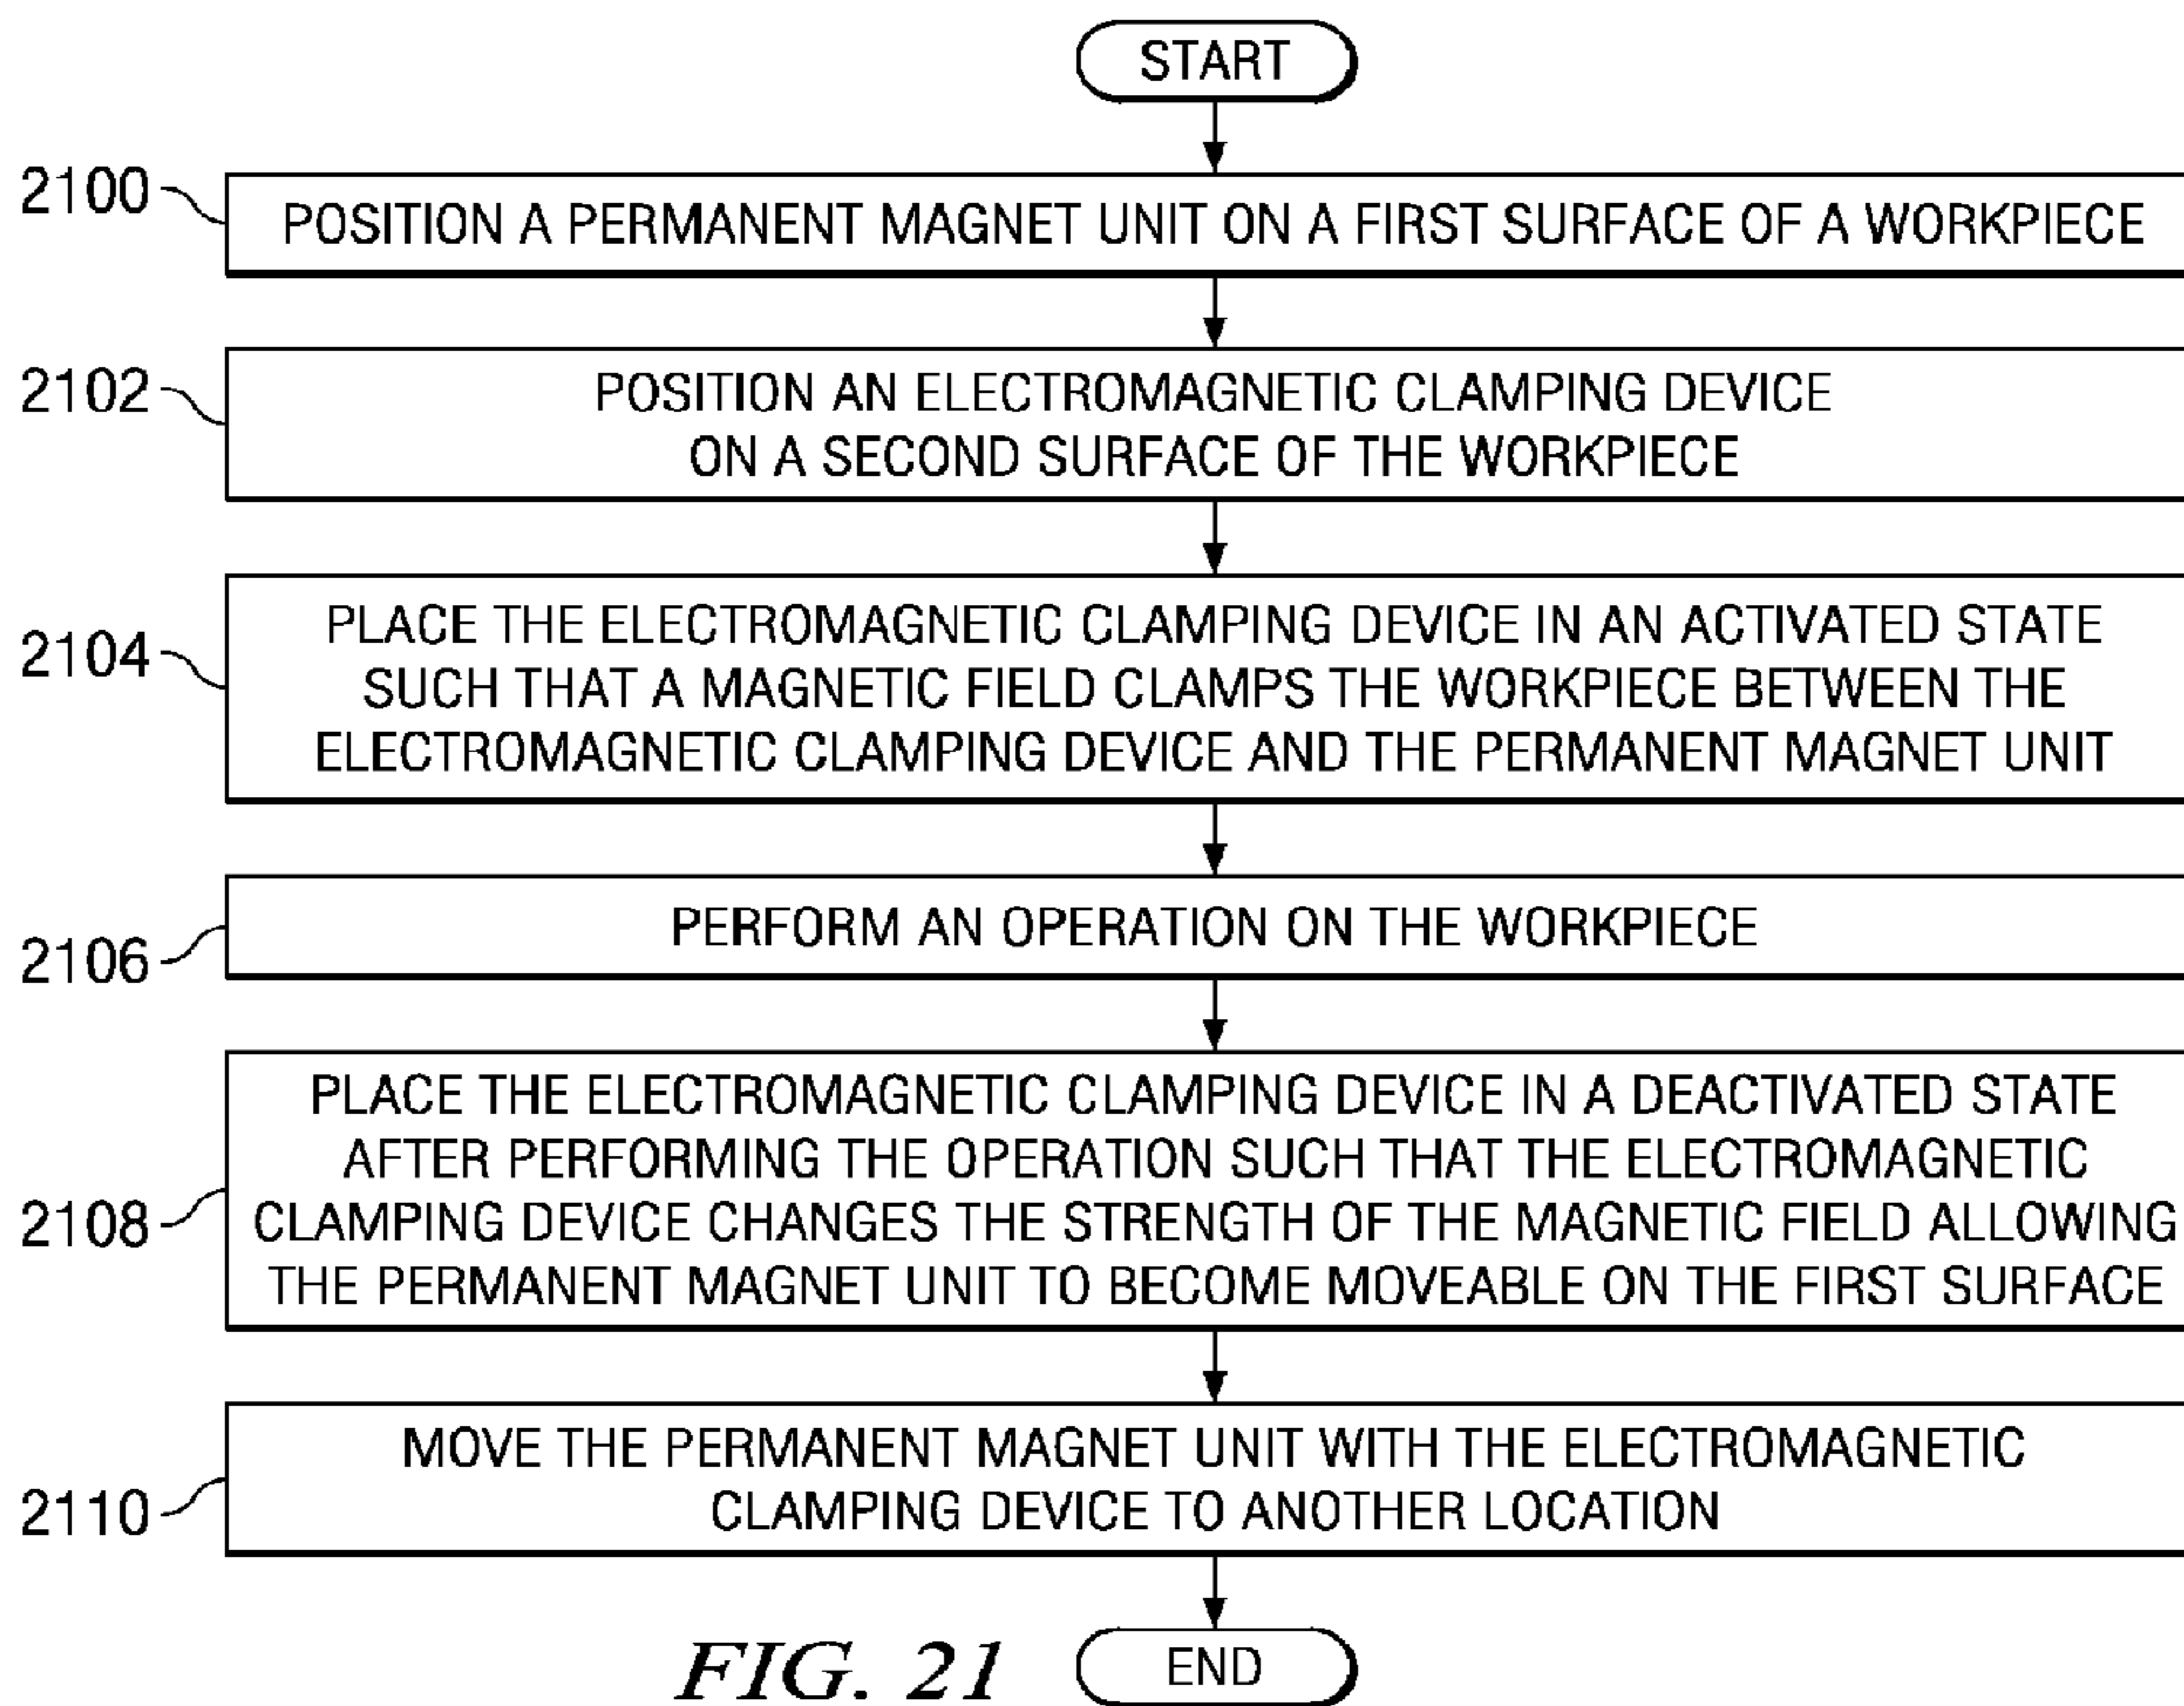 START
2100
POSITION A PERMANENT MAGNET UNIT ON A FIRST SURFACE OF A WORKPIECE
2102
POSITION AN ELECTROMAGNETIC CLAMPING DEVICE
ON A SECOND SURFACE OF THE WORKPIECE
2104
PLACE THE ELECTROMAGNETIC CLAMPING DEVICE IN AN ACTIVATED STATE
SUCH THAT A MAGNETIC FIELD CLAMPS THE WORKPIECE BETWEEN THE
ELECTROMAGNETIC CLAMPING DEVICE AND THE PERMANENT MAGNET UNIT
2106
PERFORM AN OPERATION ON THE WORKPIECE
2108
PLACE THE ELECTROMAGNETIC CLAMPING DEVICE IN A DEACTIVATED STATE
AFTER PERFORMING THE OPERATION SUCH THAT THE ELECTROMAGNETIC
CLAMPING DEVICE CHANGES THE STRENGTH OF THE MAGNETIC FIELD ALLOWING
THE PERMANENT MAGNET UNIT TO BECOME MOVEABLE ON THE FIRST SURFACE
2110
MOVE THE PERMANENT MAGNET UNIT WITH THE ELECTROMAGNETIC
CLAMPING DEVICE TO ANOTHER LOCATION
FIG. 21
END